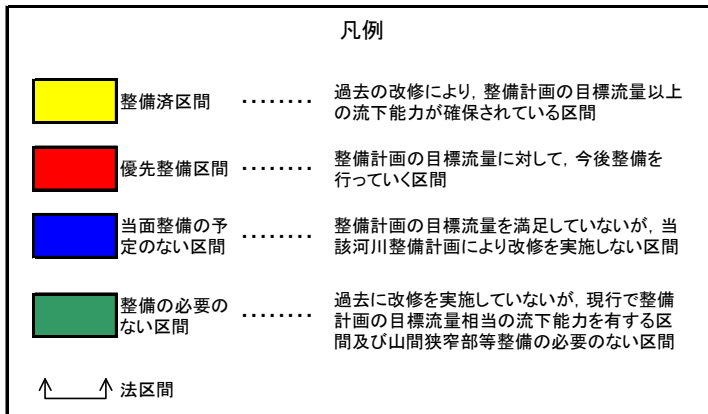 凡例
整備済区間 ········ 過去の改修により，整備計画の目標流量以上
の流下能力が確保されている区間
優先整備区間 ········ 整備計画の目標流量に対して，今後整備を
行っていく区間
当面整備の予
定のない区間 ········ 整備計画の目標流量を満足していないが，当
該河川整備計画により改修を実施しない区間
整備の必要の
ない区間 ········ 過去に改修を実施していないが，現行で整備
計画の目標流量相当の流下能力を有する区
間及び山間狭窄部等整備の必要のない区間
法区間